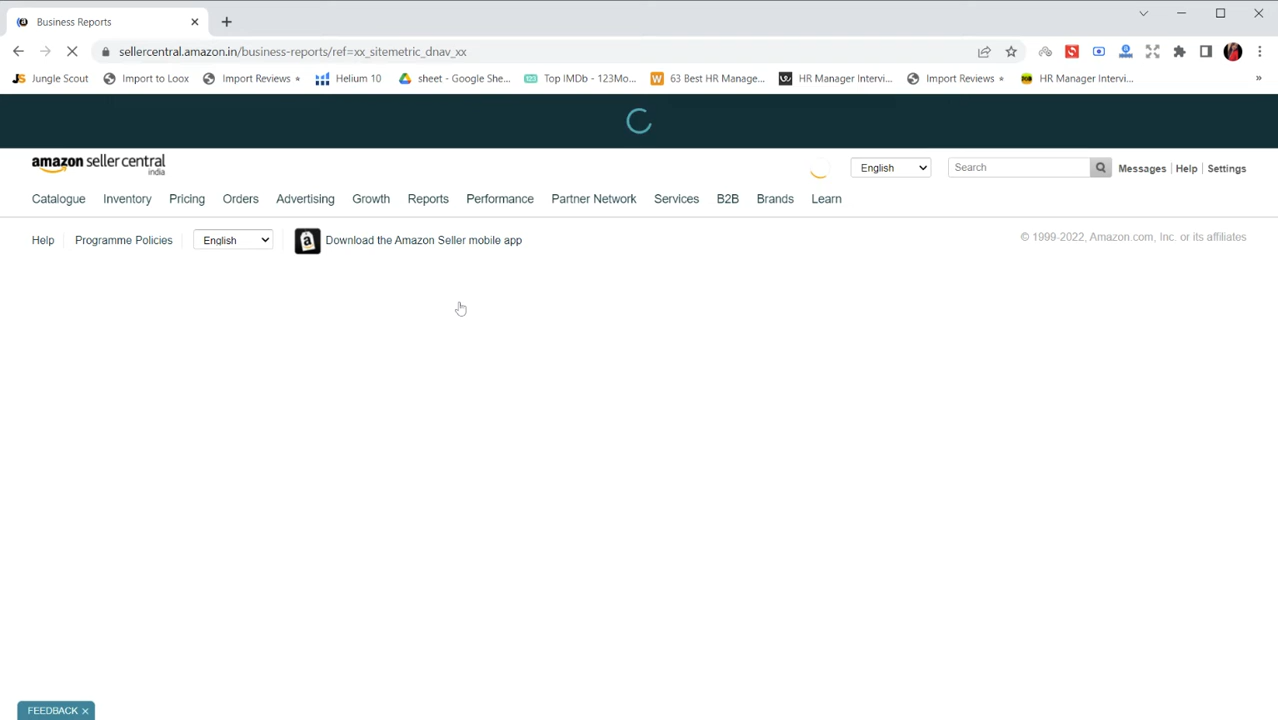 Business Reports
sellercentral.amazon.in/business-reports/ref=xx_sitemetric_dnav_xx
Jungle Scout Import to Loox Import Reviews Helium 10 sheet - Google She... Top IMDb - 123Mo... 63 Best HR Manage... HR Manager Intervi... Import Reviews HR Manager Intervi... »
amazon seller central
india
English Search Messages | Help | Settings
Catalogue Inventory Pricing Orders Advertising Growth Reports Performance Partner Network Services B2B Brands Learn
Help Programme Policies English Download the Amazon Seller mobile app © 1999-2022, Amazon.com, Inc. or its affiliates
FEEDBACK ×